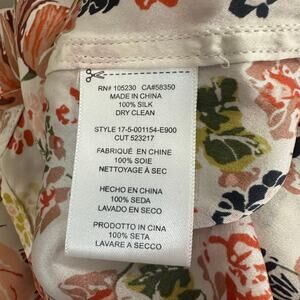 RN# 105230 CA#58350
MADE IN CHINA
100% SILK
DRY CLEAN
STYLE 17-5-001154-E900
CUT 523217
FABRIQUÉ EN CHINE
100% SOIE
NETTOYAGE À SEC
HECHO EN CHINA
100% SEDA
LAVADO EN SECO
PRODOTTO IN CINA
100% SETA
LAVARE A SECCO